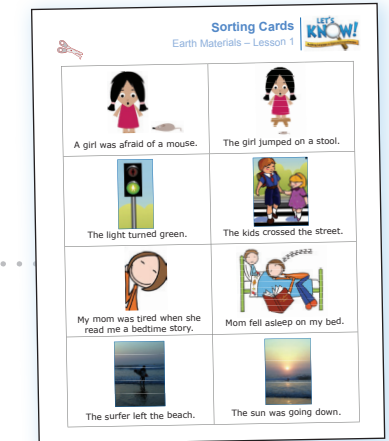 Sorting Cards
Earth Materials – Lesson 1
LET'S
KNOW!
A girl was afraid of a mouse.
The girl jumped on a stool.
The light turned green.
The kids crossed the street.
My mom was tired when she
read me a bedtime story.
Mom fell asleep on my bed.
The surfer left the beach.
The sun was going down.